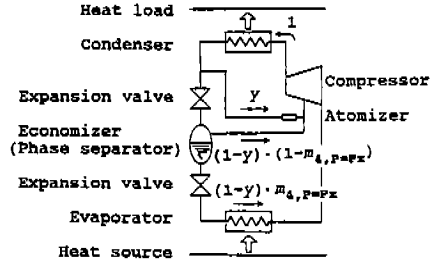 Heat load
1
Condenser
Compressor
Expansion valve
y
Atomizer
Economizer
(Phase separator)
(1-y)·(1-m4,P=Px)
Expansion valve
(1-y)·m4,P=Px
Evaporator
Heat source